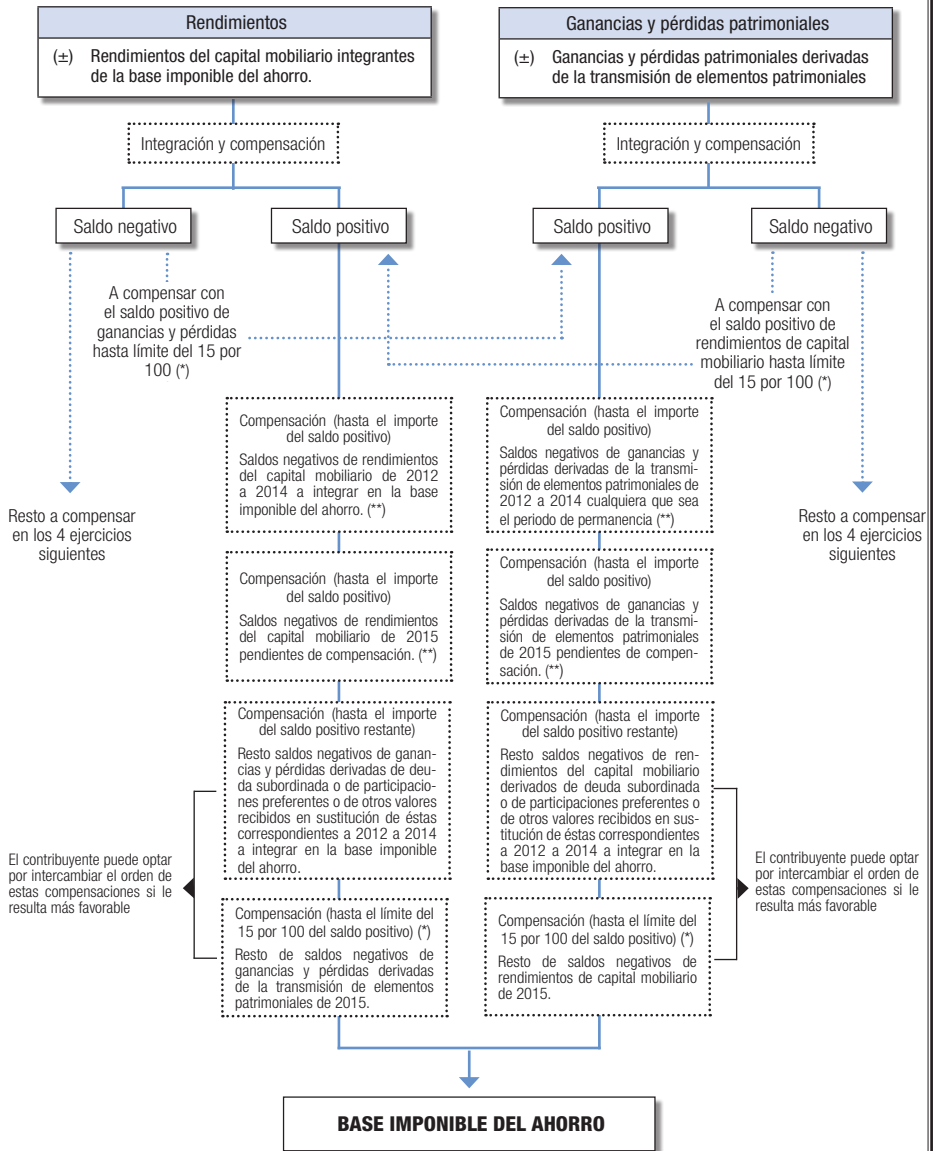 Rendimientos
(±) Rendimientos del capital mobiliario integrantes
de la base imponible del ahorro.
Ganancias y pérdidas patrimoniales
(±) Ganancias y pérdidas patrimoniales derivadas
de la transmisión de elementos patrimoniales
Integración y compensación
Integración y compensación
Saldo negativo
Saldo positivo
Saldo positivo
Saldo negativo
A compensar con
el saldo positivo de
ganancias y pérdidas
hasta límite del 15 por
100 (*)
A compensar con
el saldo positivo de
rendimientos de capital
mobiliario hasta límite
del 15 por 100 (*)
Resto a compensar
en los 4 ejercicios
siguientes
Compensación (hasta el importe
del saldo positivo)
Saldos negativos de rendimientos
del capital mobiliario de 2012
a 2014 a integrar en la base
imponible del ahorro. (**)
Compensación (hasta el importe
del saldo positivo)
Saldos negativos de ganancias y
pérdidas derivadas de la transmi-
sión de elementos patrimoniales de
2012 a 2014 cualquiera que sea
el periodo de permanencia (**)
Resto a compensar
en los 4 ejercicios
siguientes
Compensación (hasta el importe
del saldo positivo)
Saldos negativos de rendimientos
del capital mobiliario de 2015
pendientes de compensación. (**)
Compensación (hasta el importe
del saldo positivo)
Saldos negativos de ganancias y
pérdidas derivadas de la transmi-
sión de elementos patrimoniales
de 2015 pendientes de compen-
sación. (**)
Compensación (hasta el importe
del saldo positivo restante)
Resto saldos negativos de ganan-
cias y pérdidas derivadas de deu-
da subordinada o de participacio-
nes preferentes o de otros valores
recibidos en sustitución de éstas
correspondientes a 2012 a 2014
a integrar en la base imponible
del ahorro.
Compensación (hasta el importe
del saldo positivo restante)
Resto saldos negativos de ren-
dimientos del capital mobiliario
derivados de deuda subordinada
o de participaciones preferentes o
de otros valores recibidos en sus-
titución de éstas correspondientes
a 2012 a 2014 a integrar en la
base imponible del ahorro.
El contribuyente puede optar
por intercambiar el orden de
estas compensaciones si le
resulta más favorable
El contribuyente puede optar
por intercambiar el orden de
estas compensaciones si le
resulta más favorable
Compensación (hasta el límite del
15 por 100 del saldo positivo) (*)
Resto de saldos negativos de
ganancias y pérdidas derivadas
de la transmisión de elementos
patrimoniales de 2015.
Compensación (hasta el límite del
15 por 100 del saldo positivo) (*)
Resto de saldos negativos de
rendimientos de capital mobiliario
de 2015.
BASE IMPONIBLE DEL AHORRO